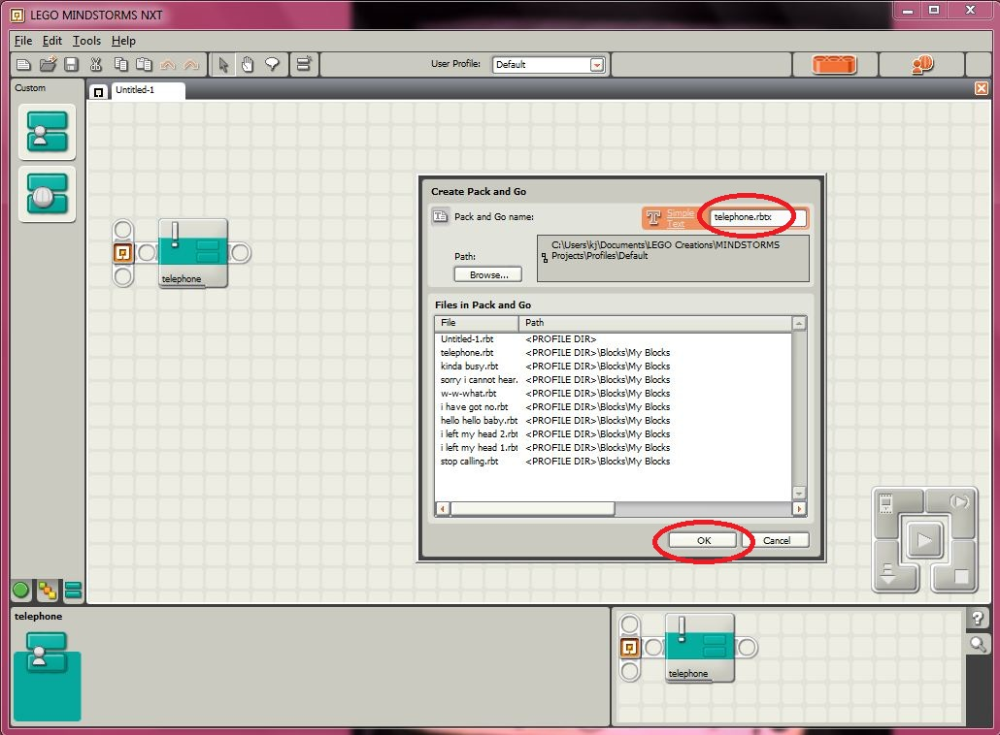 LEGO MINDSTORMS NXT
File Edit Tools Help
User Profile: Default
Custom
Untitled-1
telephone
Create Pack and Go
Pack and Go name:
Simple
Text
telephone.rbtx
Path:
Browse...
C:\Users\kj\Documents\LEGO Creations\MINDSTORMS
Projects\Profiles\Default
Files in Pack and Go
File Path
Untitled-1.rbt <PROFILE DIR>
telephone.rbt <PROFILE DIR>\Blocks\My Blocks
kinda busy.rbt <PROFILE DIR>\Blocks\My Blocks
sorry i cannot hear. <PROFILE DIR>\Blocks\My Blocks
w-w-what.rbt <PROFILE DIR>\Blocks\My Blocks
i have got no.rbt <PROFILE DIR>\Blocks\My Blocks
hello hello baby.rbt <PROFILE DIR>\Blocks\My Blocks
i left my head 2.rbt <PROFILE DIR>\Blocks\My Blocks
i left my head 1.rbt <PROFILE DIR>\Blocks\My Blocks
stop calling.rbt <PROFILE DIR>\Blocks\My Blocks
OK Cancel
telephone
telephone